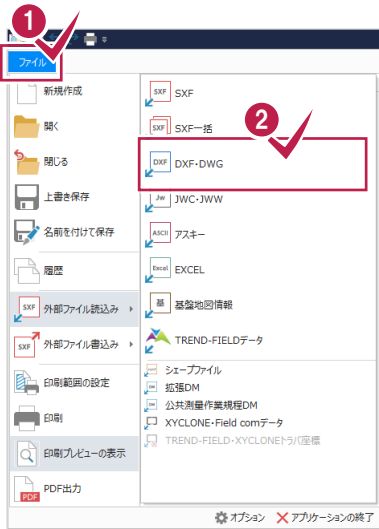 1
ファイル
新規作成
開く
閉じる
上書き保存
名前を付けて保存
履歴
SXF 外部ファイル読込み
SXF 外部ファイル書込み
印刷範囲の設定
印刷
印刷プレビューの表示
PDF PDF出力
SXF SXF
SXF SXF一括
2
DXF DXF・DWG
Jw JWC・JWW
ASCII アスキー
Excel EXCEL
基 基盤地図情報
TREND-FIELDデータ
シェープファイル
DM 拡張DM
DM 公共測量作業規程DM
XYCLONE・Field comデータ
TREND-FIELD・XYCLONEトラバ座標
オプション アプリケーションの終了